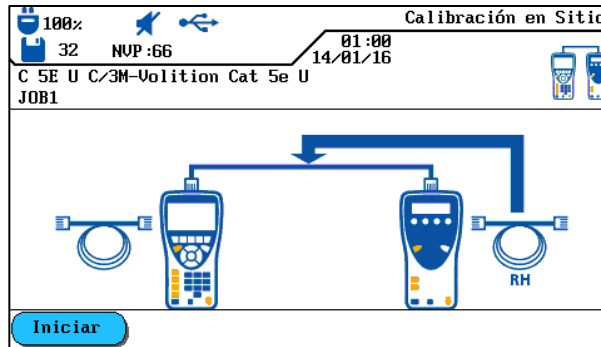 100%
Calibración en Sitio
32
NVP:66
01:00
14/01/16
C 5E U C/3M-Volition Cat 5e U
JOB1
RH
Iniciar